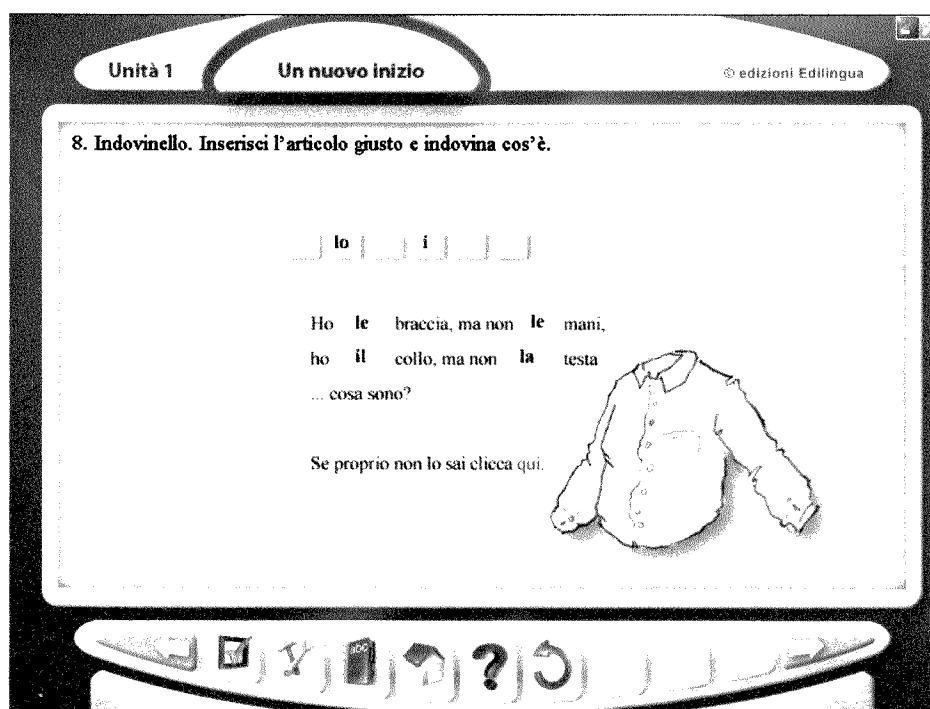 Unità 1
Un nuovo inizio
© edizioni Edilingua
8. Indovinello. Inserisci l'articolo giusto e indovina cos'è.
lo i
Ho le braccia, ma non le mani,
ho il collo, ma non la testa
... cosa sono?
Se proprio non lo sai clicca qui.